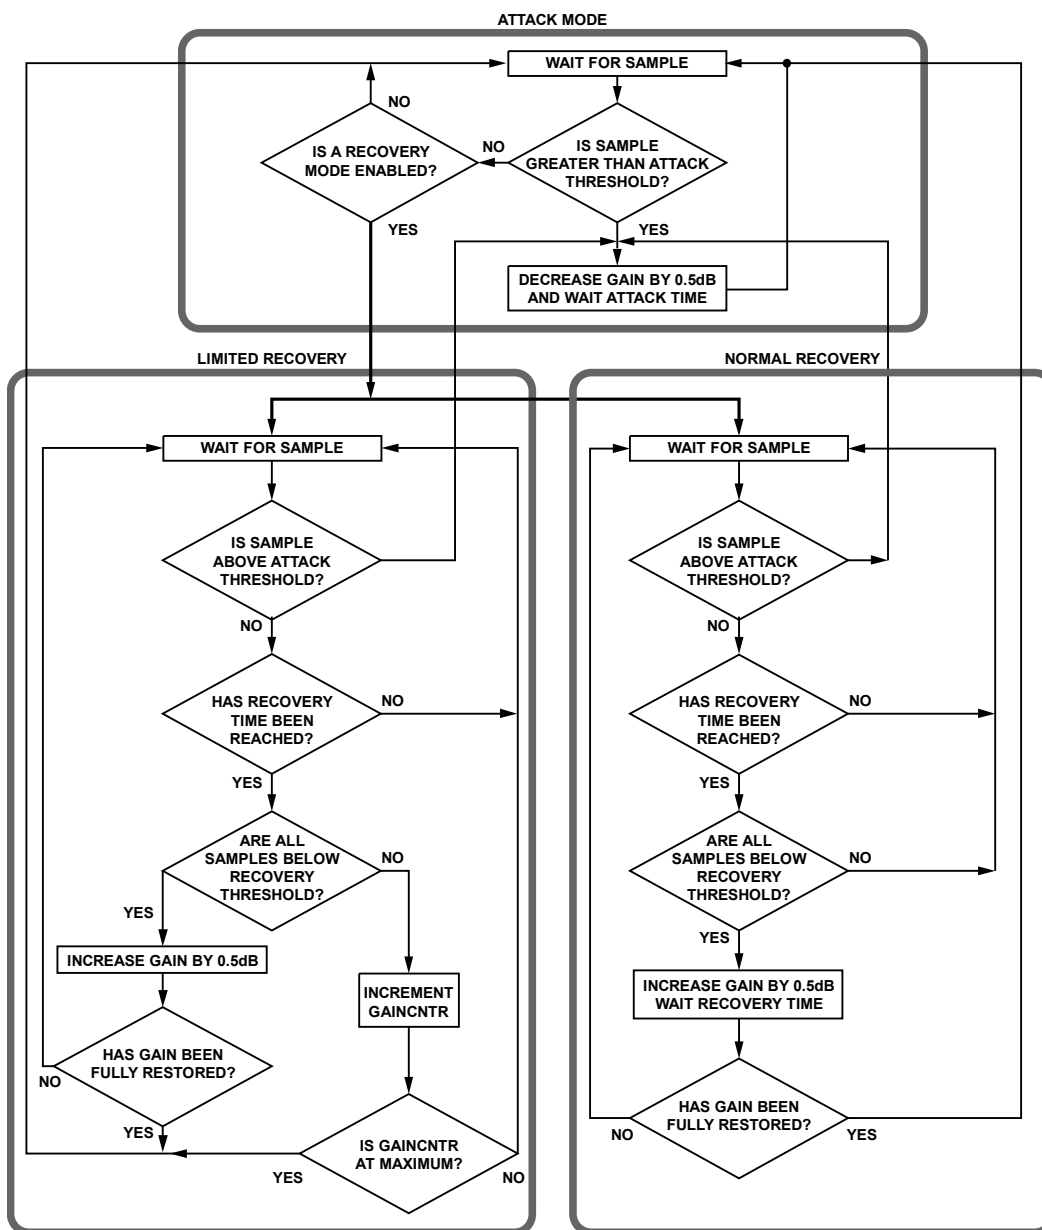 ATTACK MODE
WAIT FOR SAMPLE
NO
IS A RECOVERY
MODE ENABLED?
NO
IS SAMPLE
GREATER THAN ATTACK
THRESHOLD?
YES
YES
DECREASE GAIN BY 0.5dB
AND WAIT ATTACK TIME
LIMITED RECOVERY
WAIT FOR SAMPLE
IS SAMPLE
ABOVE ATTACK
THRESHOLD?
NO
HAS RECOVERY
TIME BEEN
REACHED?
NO
YES
ARE ALL
SAMPLES BELOW
RECOVERY
THRESHOLD?
NO
YES
INCREASE GAIN BY 0.5dB
INCREMENT
GAINCNTR
HAS GAIN BEEN
FULLY RESTORED?
NO
YES
IS GAINCNTR
AT MAXIMUM?
YES
NO
NORMAL RECOVERY
WAIT FOR SAMPLE
IS SAMPLE
ABOVE ATTACK
THRESHOLD?
NO
HAS RECOVERY
TIME BEEN
REACHED?
NO
YES
ARE ALL
SAMPLES BELOW
RECOVERY
THRESHOLD?
NO
YES
INCREASE GAIN BY 0.5dB
WAIT RECOVERY TIME
HAS GAIN BEEN
FULLY RESTORED?
NO
YES